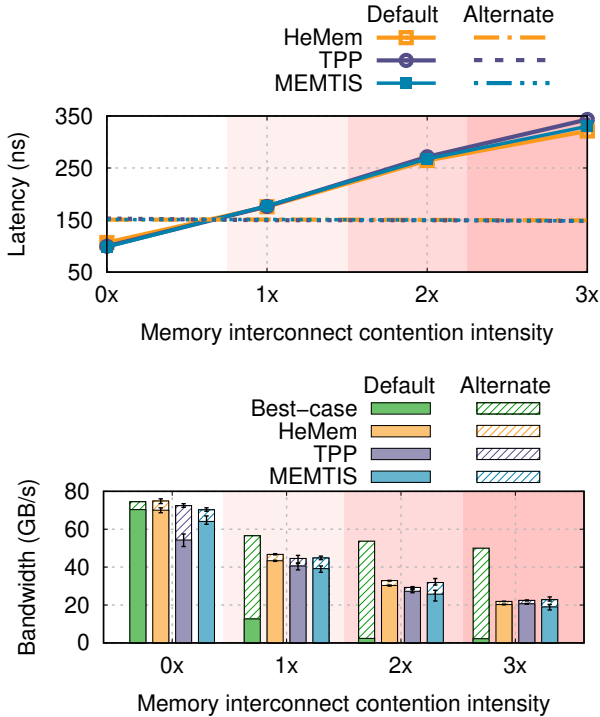 Default Alternate
HeMem
TPP
MEMTIS
350
250
150
50
Latency (ns)
0x 1x 2x 3x
Memory interconnect contention intensity
Default Alternate
Best-case
HeMem
TPP
MEMTIS
80
60
40
20
0
Bandwidth (GB/s)
0x 1x 2x 3x
Memory interconnect contention intensity